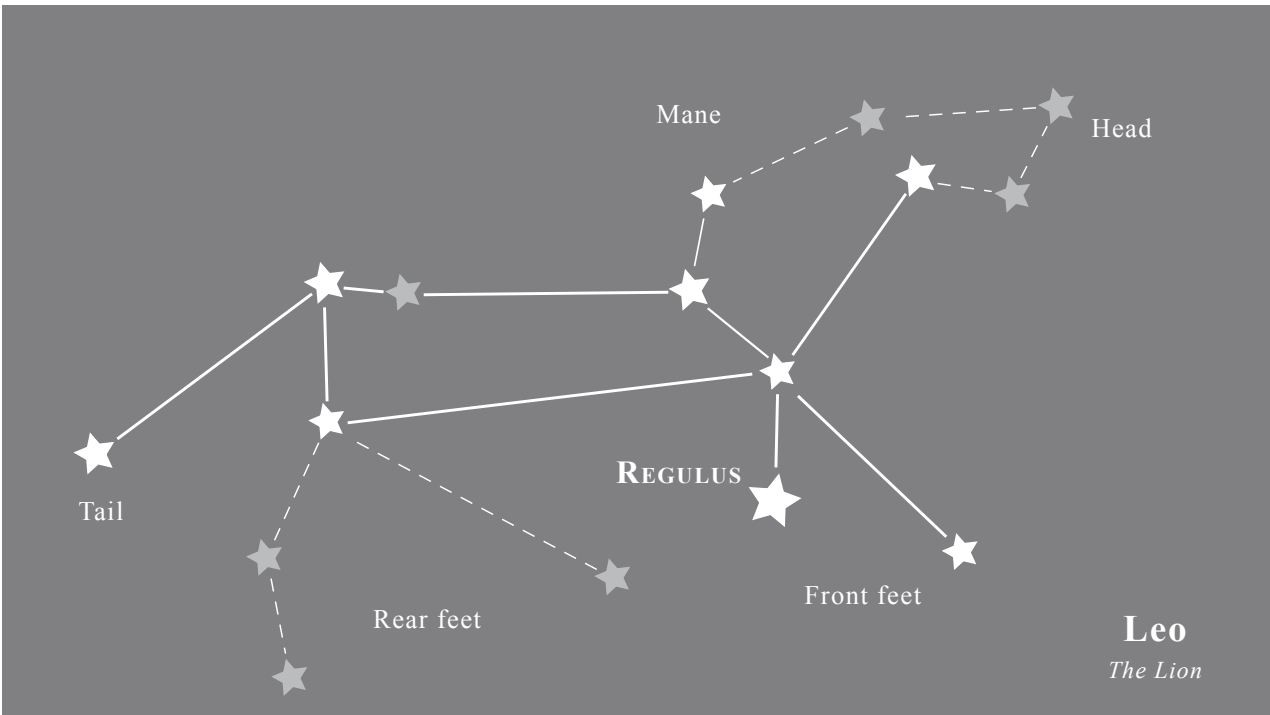 Mane
Head
REGULUS
Tail
Front feet
Rear feet
Leo
The Lion